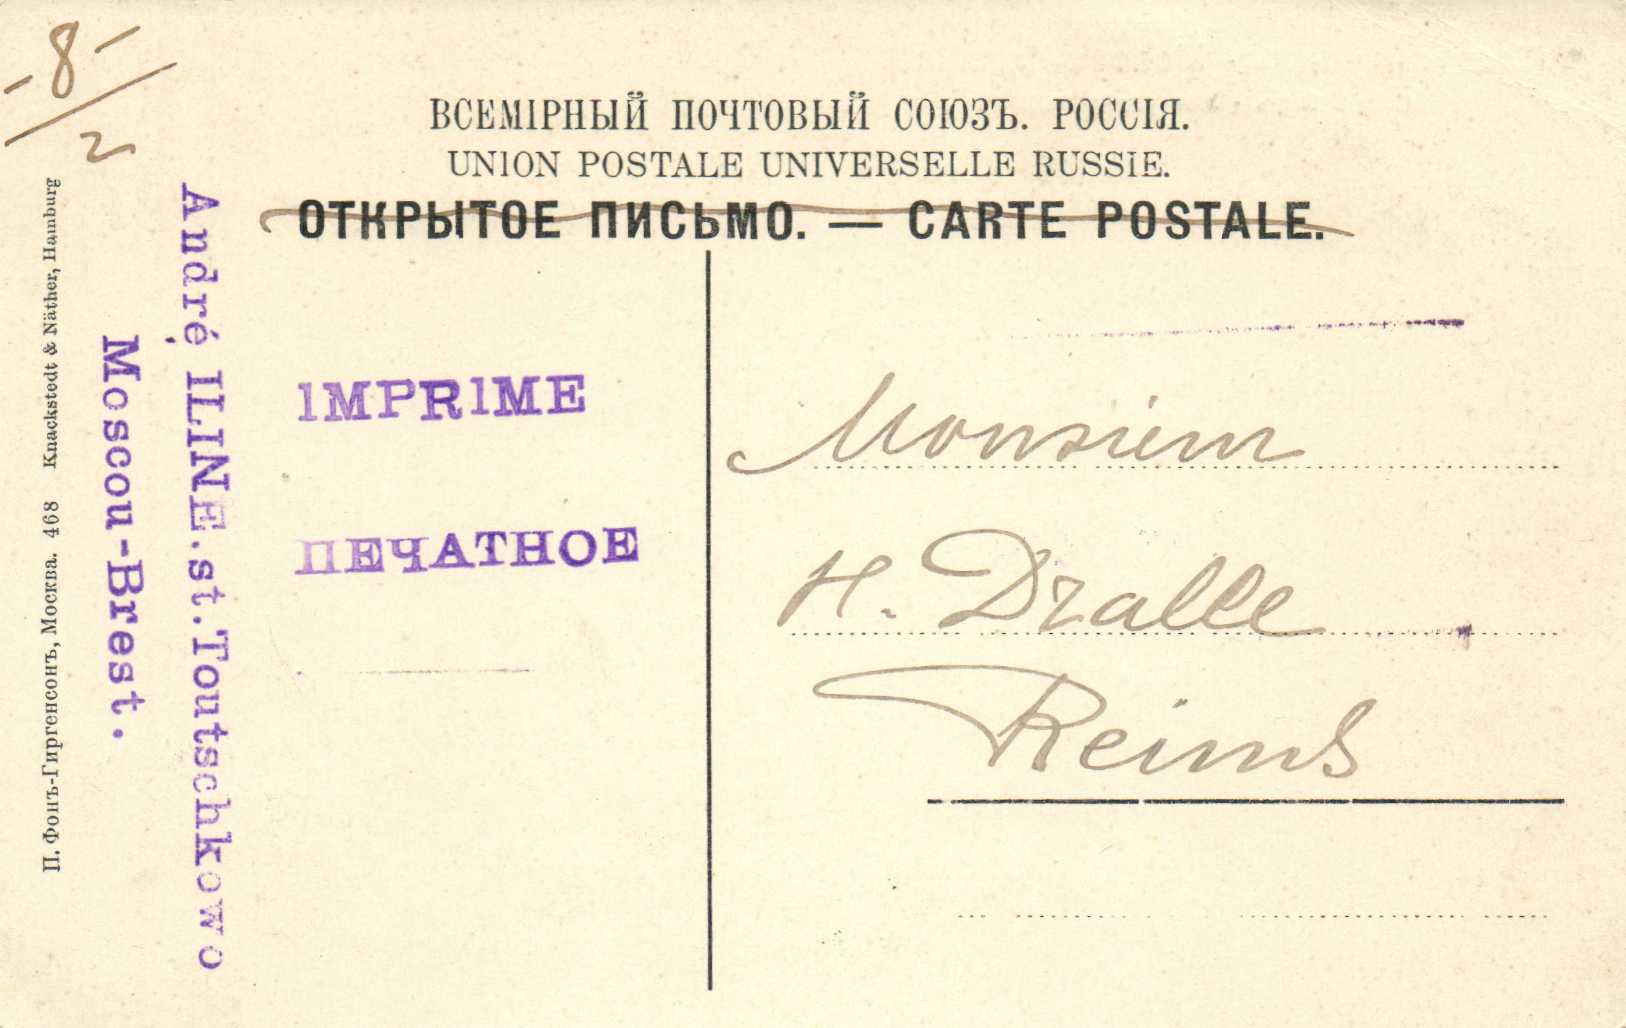 -8-/2
ВСЕМІРНЫЙ ПОЧТОВЫЙ СОЮЗЪ. РОССІЯ.
UNION POSTALE UNIVERSELLE RUSSIE.
ОТКРЫТОЕ ПИСЬМО. — CARTE POSTALE.
П. Фонъ-Гиргенсонъ, Москва. 468 Knackstedt & Näther, Hamburg
André ILINE.st.Toutschkowo
Moscou-Brest.
IMPRIME
ПЕЧАТНОЕ
Monsieur
H. Dralle
Reims